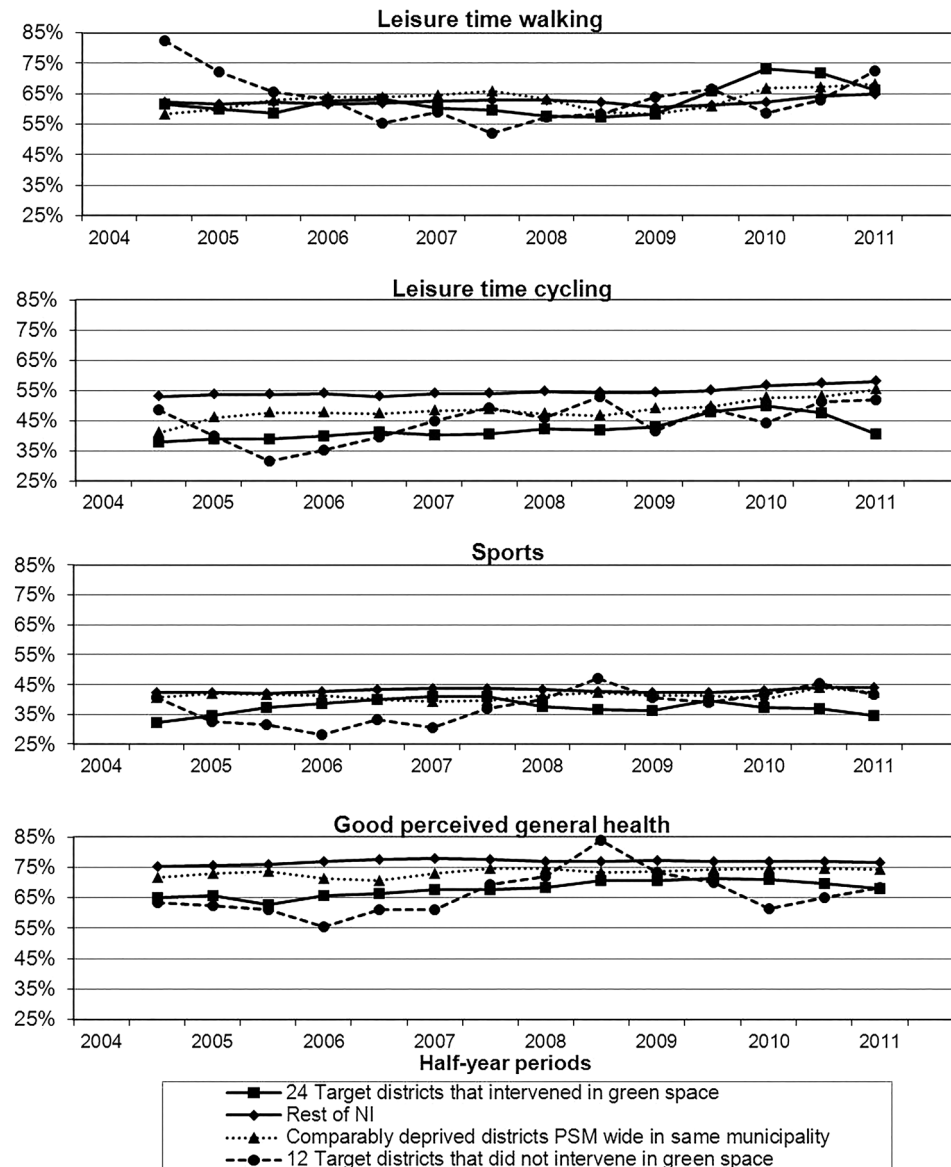 Leisure time walking
85%
75%
65%
55%
45%
35%
25%
2004 2005 2006 2007 2008 2009 2010 2011
Leisure time cycling
85%
75%
65%
55%
45%
35%
25%
2004 2005 2006 2007 2008 2009 2010 2011
Sports
85%
75%
65%
55%
45%
35%
25%
2004 2005 2006 2007 2008 2009 2010 2011
Good perceived general health
85%
75%
65%
55%
45%
35%
25%
2004 2005 2006 2007 2008 2009 2010 2011
Half-year periods
24 Target districts that intervened in green space
Rest of NI
Comparably deprived districts PSM wide in same municipality
12 Target districts that did not intervene in green space